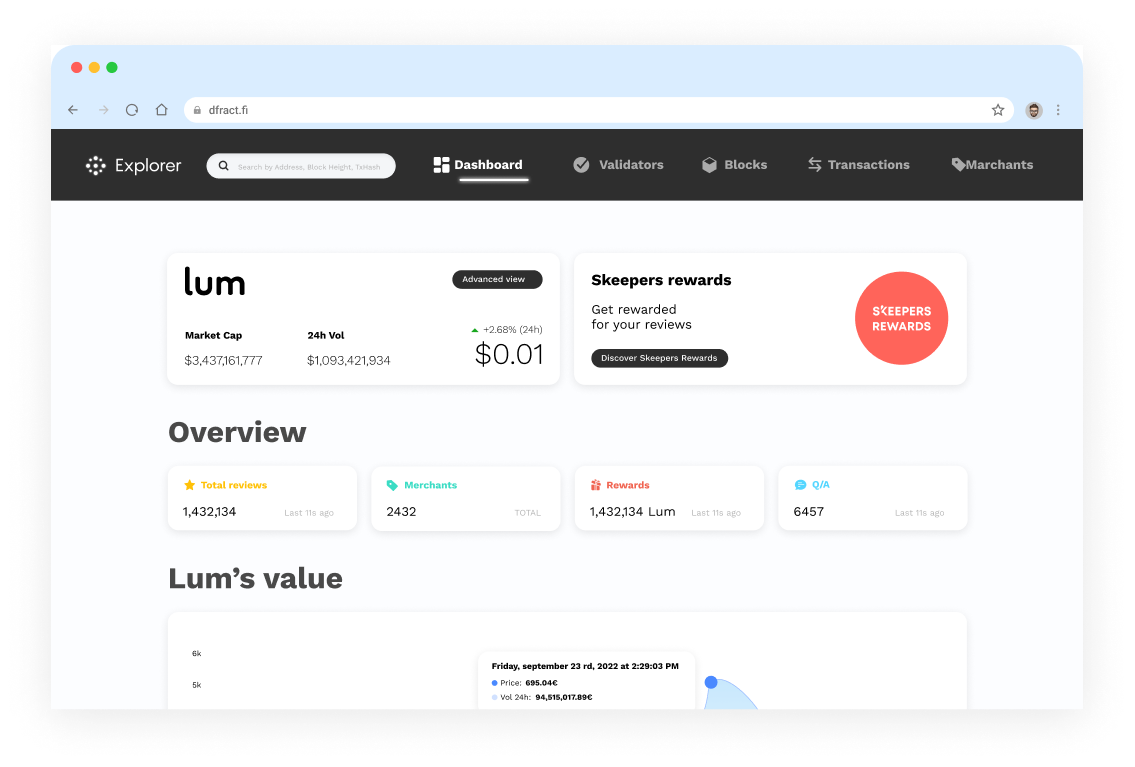 dfract.fi
Explorer
Search by Address, Block Height, TxHash
Dashboard
Validators
Blocks
Transactions
Marchants
lum
Advanced view
Market Cap
24h Vol
+2.68% (24h)
$3,437,161,777
$1,093,421,934
$0.01
Skeepers rewards
Get rewarded
for your reviews
Discover Skeepers Rewards
SKEEPERS
REWARDS
Overview
Total reviews
1,432,134
Last 11s ago
Merchants
2432
TOTAL
Rewards
1,432,134 Lum
Last 11s ago
Q/A
6457
Last 11s ago
Lum's value
6k
5k
Friday, september 23 rd, 2022 at 2:29:03 PM
Price: 695.04€
Vol 24h: 94,515,017.89€